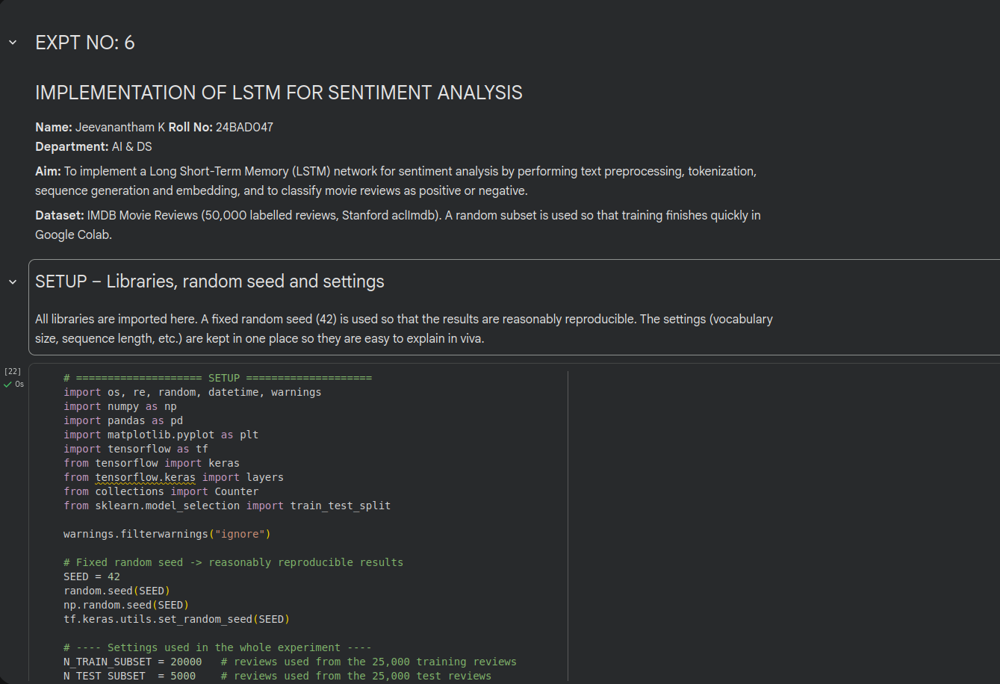 EXPT NO: 6
IMPLEMENTATION OF LSTM FOR SENTIMENT ANALYSIS
Name: Jeevanantham K Roll No: 24BAD047
Department: AI & DS
Aim: To implement a Long Short-Term Memory (LSTM) network for sentiment analysis by performing text preprocessing, tokenization,
sequence generation and embedding, and to classify movie reviews as positive or negative.
Dataset: IMDB Movie Reviews (50,000 labelled reviews, Stanford aclImdb). A random subset is used so that training finishes quickly in
Google Colab.
SETUP – Libraries, random seed and settings
All libraries are imported here. A fixed random seed (42) is used so that the results are reasonably reproducible. The settings (vocabulary
size, sequence length, etc.) are kept in one place so they are easy to explain in viva.
[22]
0s
# ==================== SETUP ====================
import os, re, random, datetime, warnings
import numpy as np
import pandas as pd
import matplotlib.pyplot as plt
import tensorflow as tf
from tensorflow import keras
from tensorflow.keras import layers
from collections import Counter
from sklearn.model_selection import train_test_split
warnings.filterwarnings("ignore")
# Fixed random seed -> reasonably reproducible results
SEED = 42
random.seed(SEED)
np.random.seed(SEED)
tf.keras.utils.set_random_seed(SEED)
# ---- Settings used in the whole experiment ----
N_TRAIN_SUBSET = 20000   # reviews used from the 25,000 training reviews
N_TEST_SUBSET  = 5000    # reviews used from the 25,000 test reviews